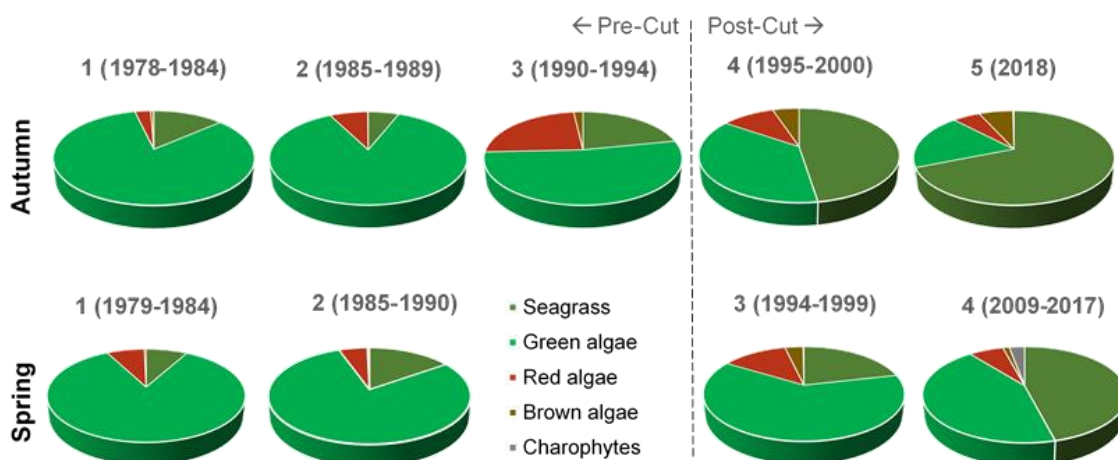 ← Pre-Cut Post-Cut →
1 (1978-1984) 2 (1985-1989) 3 (1990-1994) 4 (1995-2000) 5 (2018)
Autumn
1 (1979-1984) 2 (1985-1990) 3 (1994-1999) 4 (2009-2017)
Spring
Seagrass
Green algae
Red algae
Brown algae
Charophytes